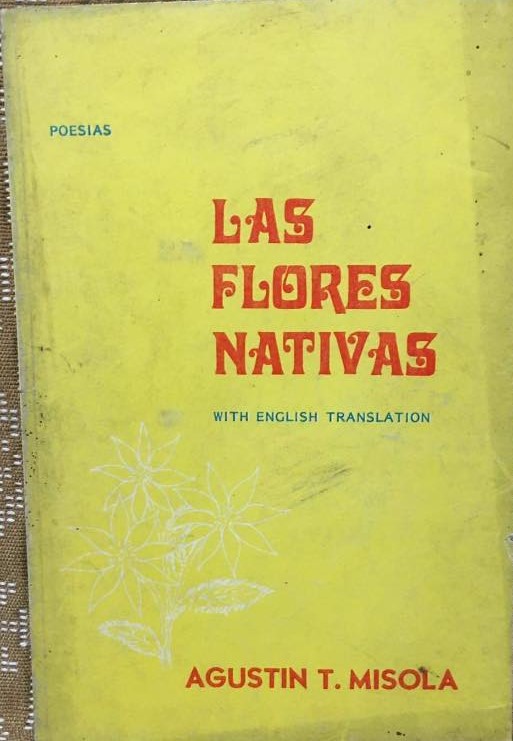 POESIAS
LAS
FLORES
NATIVAS
WITH ENGLISH TRANSLATION
AGUSTIN T. MISOLA